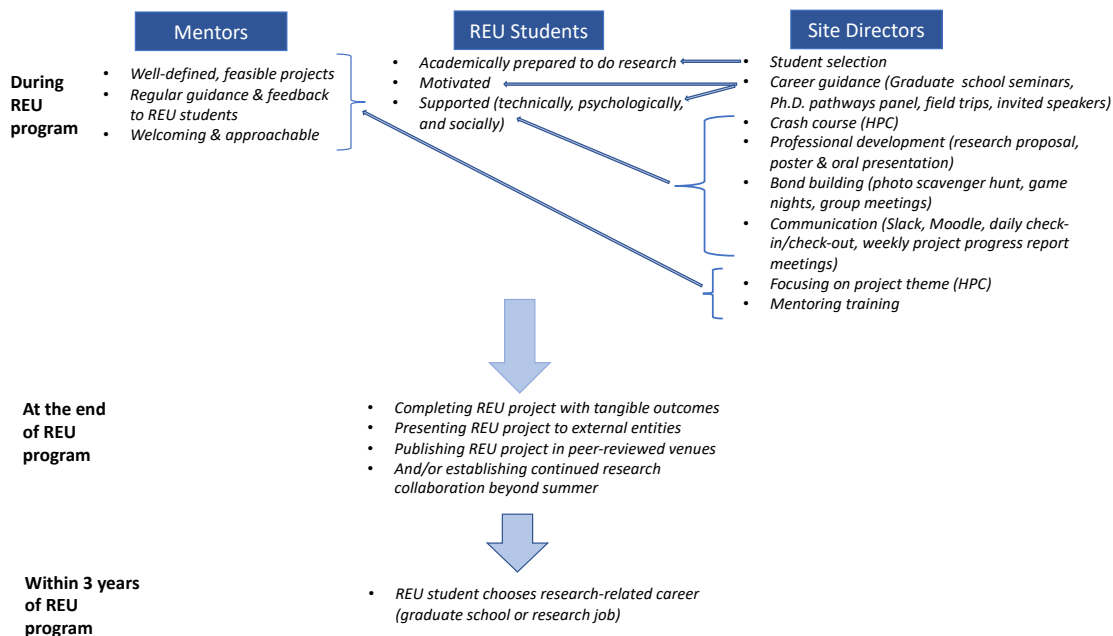 Mentors
REU Students
Site Directors
During
REU
program
• Well-defined, feasible projects
• Regular guidance & feedback
to REU students
• Welcoming & approachable
• Academically prepared to do research
• Motivated
• Supported (technically, psychologically,
and socially)
• Student selection
• Career guidance (Graduate school seminars,
Ph.D. pathways panel, field trips, invited speakers)
• Crash course (HPC)
• Professional development (research proposal,
poster & oral presentation)
• Bond building (photo scavenger hunt, game
nights, group meetings)
• Communication (Slack, Moodle, daily check-
in/check-out, weekly project progress report
meetings)
• Focusing on project theme (HPC)
• Mentoring training
At the end
of REU
program
• Completing REU project with tangible outcomes
• Presenting REU project to external entities
• Publishing REU project in peer-reviewed venues
• And/or establishing continued research
collaboration beyond summer
Within 3 years
of REU
program
• REU student chooses research-related career
(graduate school or research job)